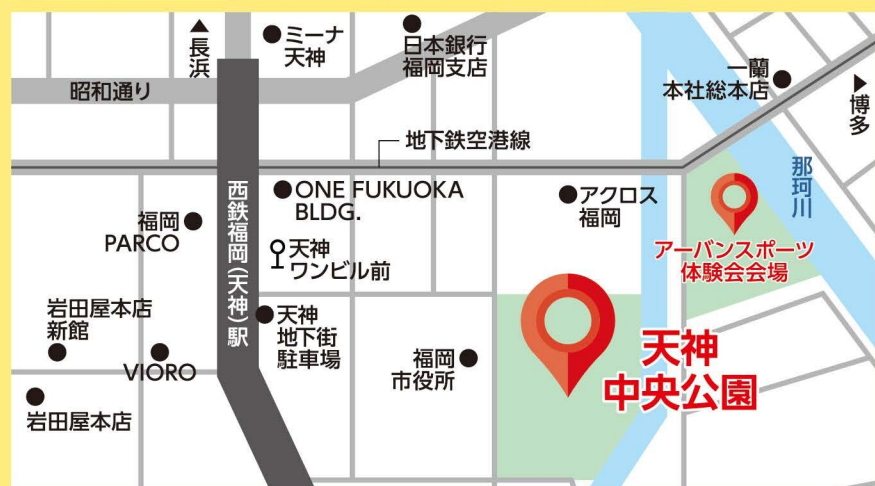 ▲長浜
ミーナ
天神
日本銀行
福岡支店
一蘭
本社総本店
▶博多
昭和通り
地下鉄空港線
那珂川
西鉄福岡(天神)駅
ONE FUKUOKA
BLDG.
アクロス
福岡
福岡
PARCO
天神
ワンビル前
アーバンスポーツ
体験会会場
岩田屋本店
新館
天神
地下街
駐車場
VIORO
福岡
市役所
天神
中央公園
岩田屋本店